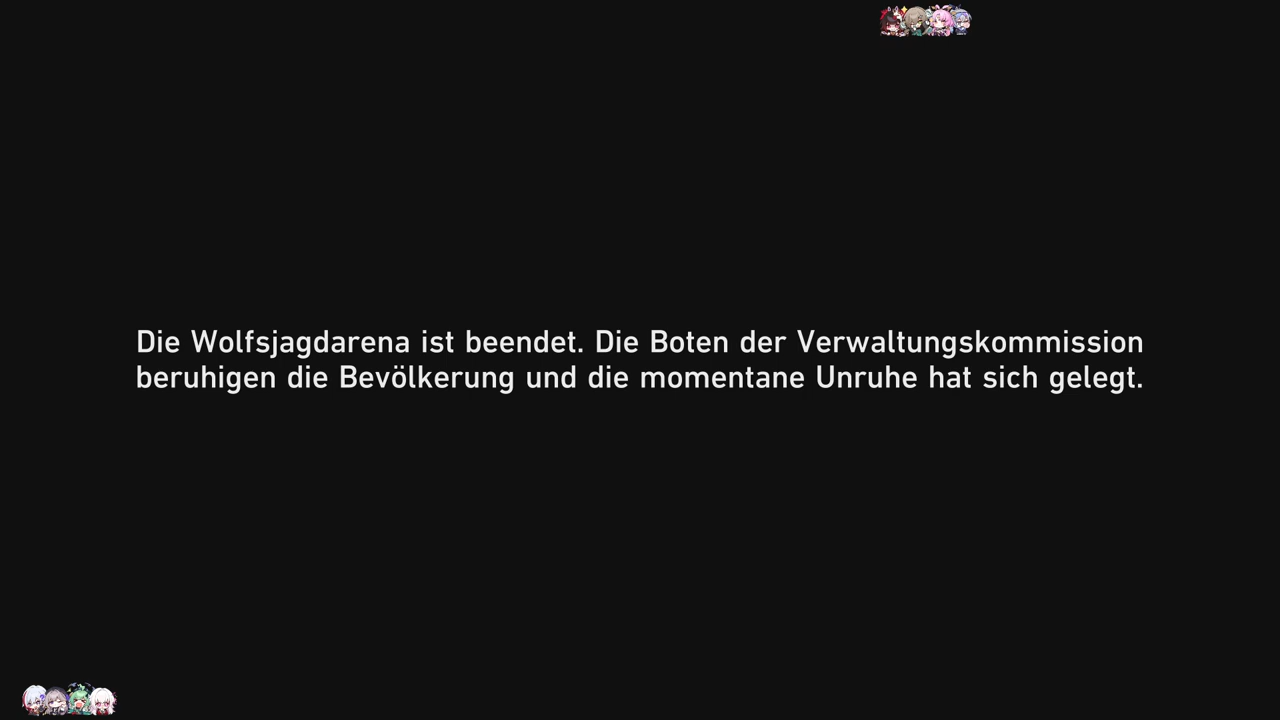 Die Wolfsjagdarena ist beendet. Die Boten der Verwaltungskommission
beruhigen die Bevölkerung und die momentane Unruhe hat sich gelegt.